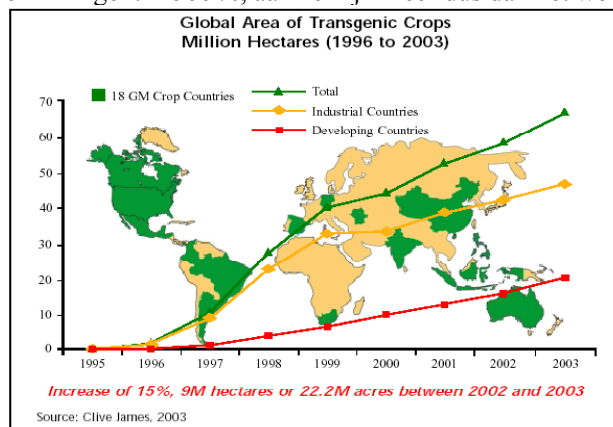 Global Area of Transgenic Crops
Million Hectares (1996 to 2003)
18 GM Crop Countries
Total
Industrial Countries
Developing Countries
70
60
50
40
30
20
10
0
1995 1996 1997 1998 1999 2000 2001 2002 2003
Increase of 15%, 9M hectares or 22.2M acres between 2002 and 2003
Source: Clive James, 2003